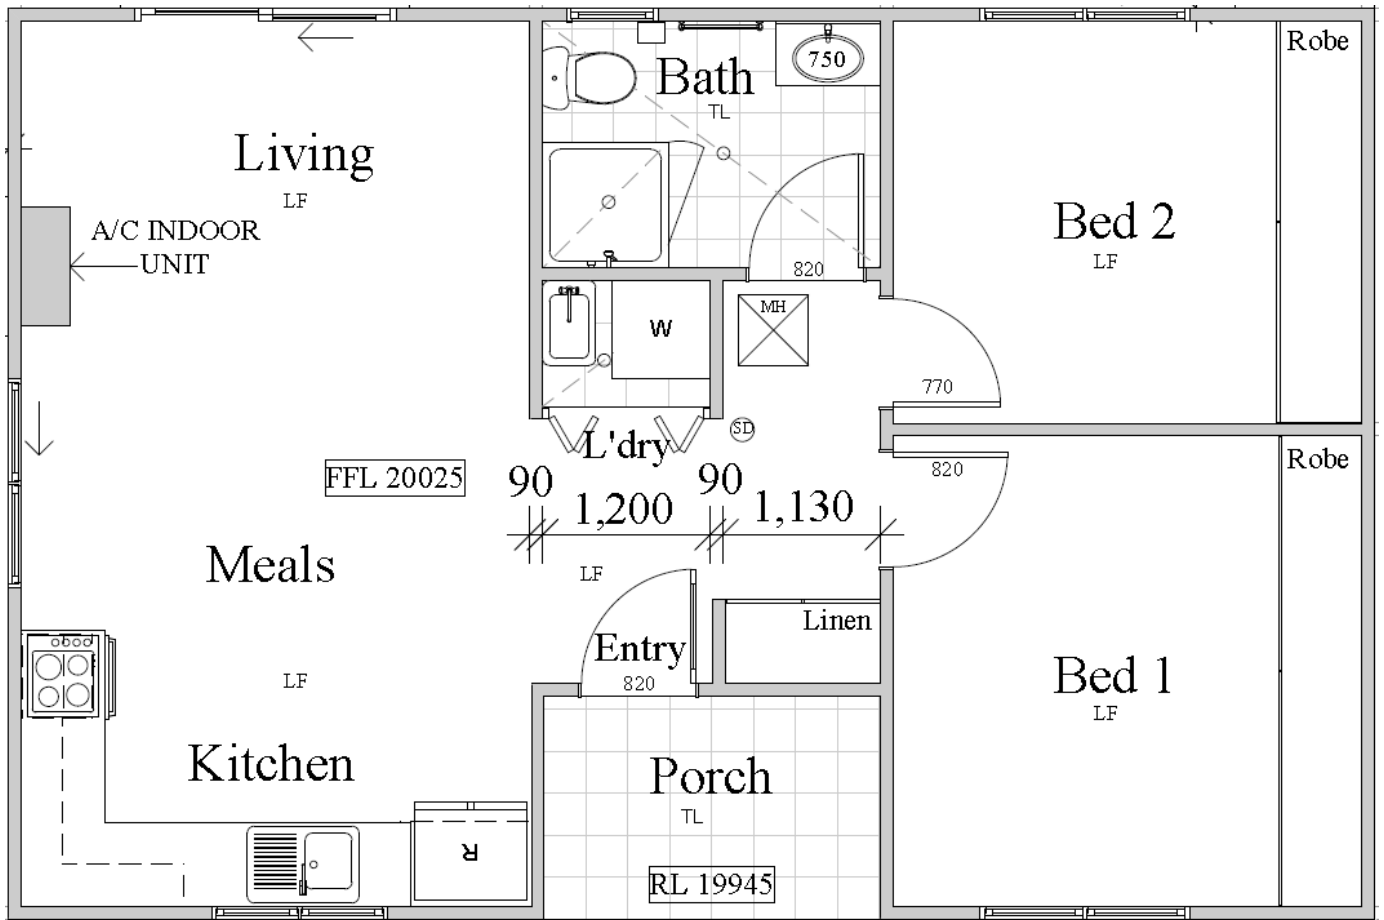 Robe
750
Bath
TL
Living
LF
A/C INDOOR
UNIT
Bed 2
LF
820
MH
W
770
SD
L'dry
Robe
820
FFL 20025
90
1,200
90
1,130
Meals
LF
Linen
Entry
820
LF
Bed 1
LF
Kitchen
Porch
TL
R
RL 19945